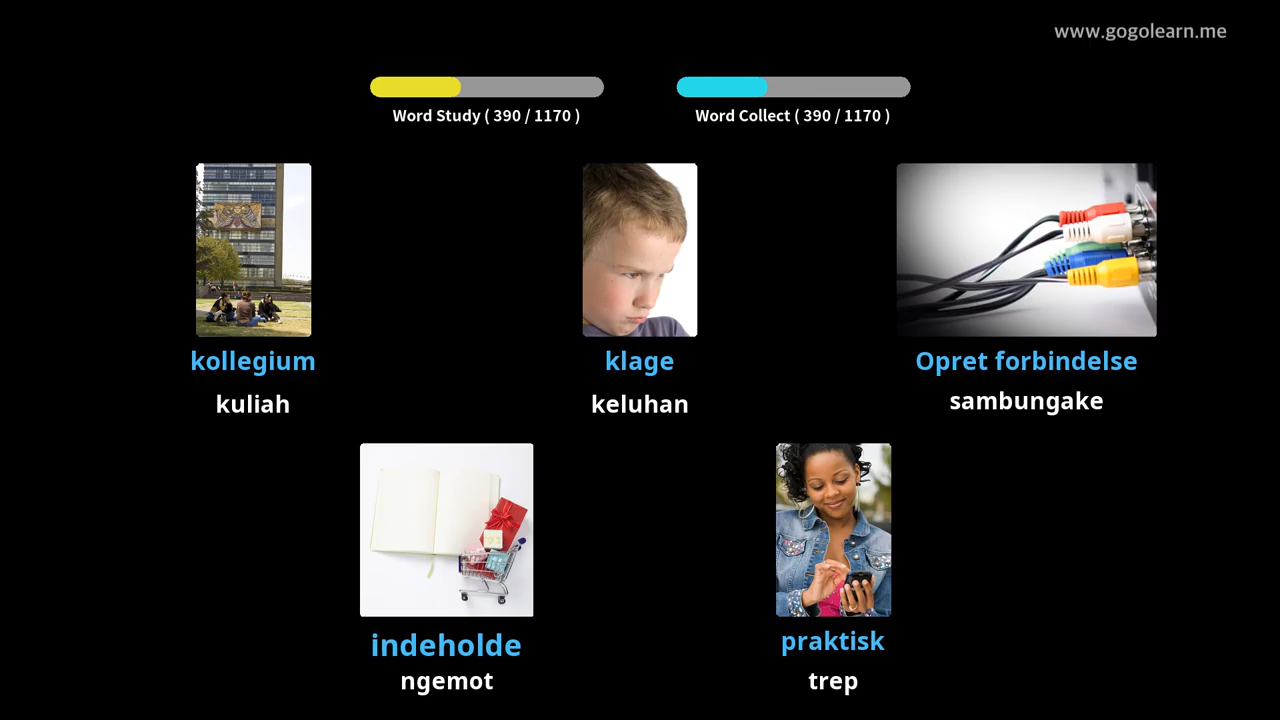 www.gogolearn.me
Word Study ( 390 / 1170 )
Word Collect ( 390 / 1170 )
kollegium
kuliah
klage
keluhan
Opret forbindelse
sambungake
indeholde
ngemot
praktisk
trep